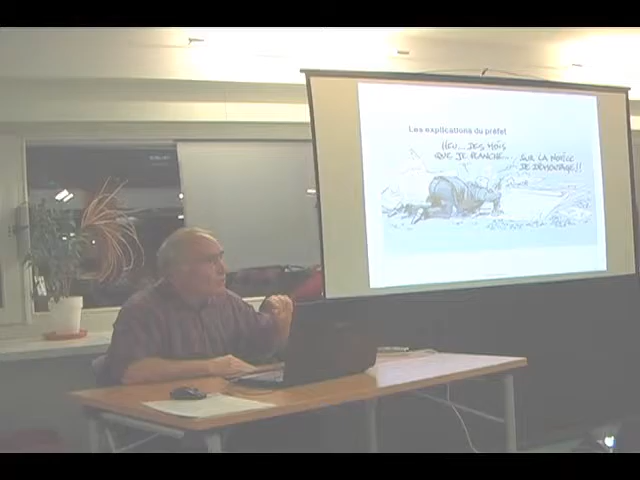 Les explications du préfet
HEU... DES MOIS
QUE JE PLANCHE...
SUR LA NOTICE
DE DÉMONTAGE!!